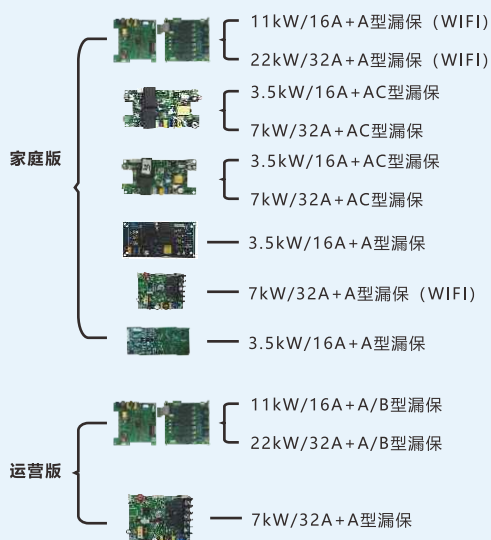 11kW/16A+A型漏保（WIFI）
22kW/32A+A型漏保（WIFI）
3.5kW/16A+AC型漏保
7kW/32A+AC型漏保
家庭版
3.5kW/16A+AC型漏保
7kW/32A+AC型漏保
3.5kW/16A+A型漏保
7kW/32A+A型漏保（WIFI）
3.5kW/16A+A型漏保
11kW/16A+A/B型漏保
22kW/32A+A/B型漏保
运营版
7kW/32A+A型漏保